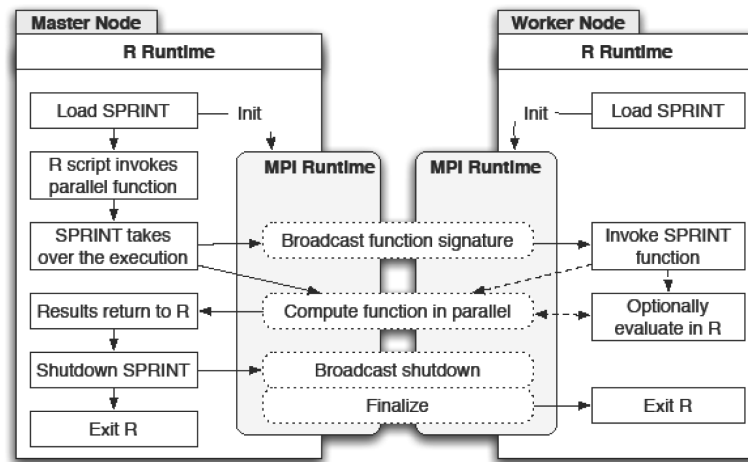 Master Node
Worker Node
R Runtime
R Runtime
Load SPRINT
Init
Init
Load SPRINT
R script invokes
parallel function
MPI Runtime
MPI Runtime
SPRINT takes
over the execution
Broadcast function signature
Invoke SPRINT
function
Results return to R
Compute function in parallel
Optionally
evaluate in R
Shutdown SPRINT
Broadcast shutdown
Exit R
Finalize
Exit R